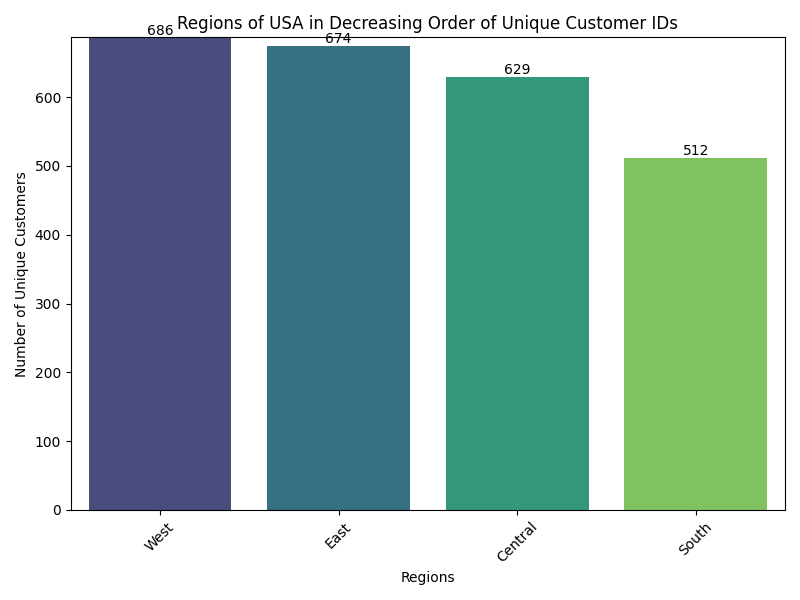 Regions of USA in Decreasing Order of Unique Customer IDs
686
674
629
512
600
500
400
300
200
100
0
Number of Unique Customers
West
East
Central
South
Regions